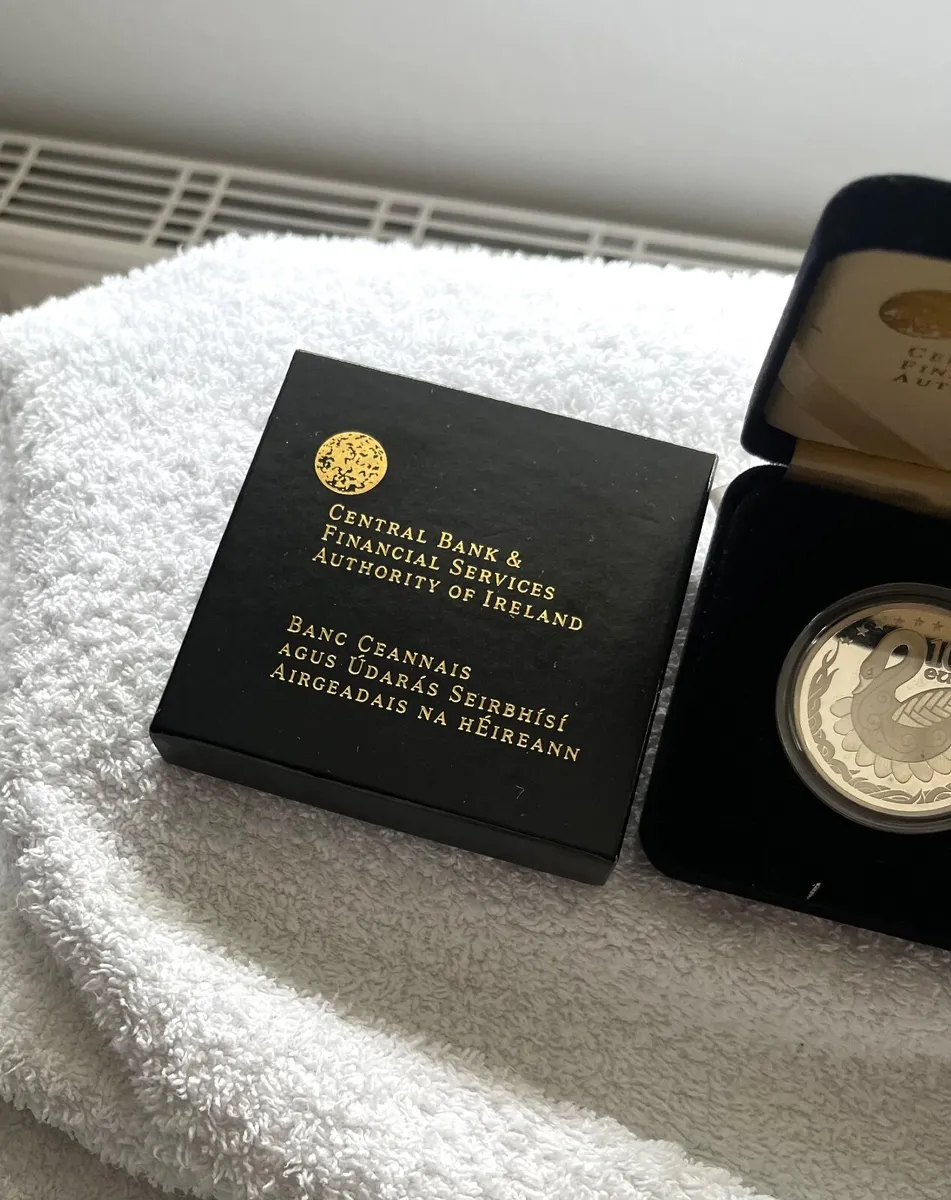 Central Bank &
Financial Services
Authority of Ireland
Banc Ceannais
agus Údarás Seirbhísí
Airgeadais na hÉireann